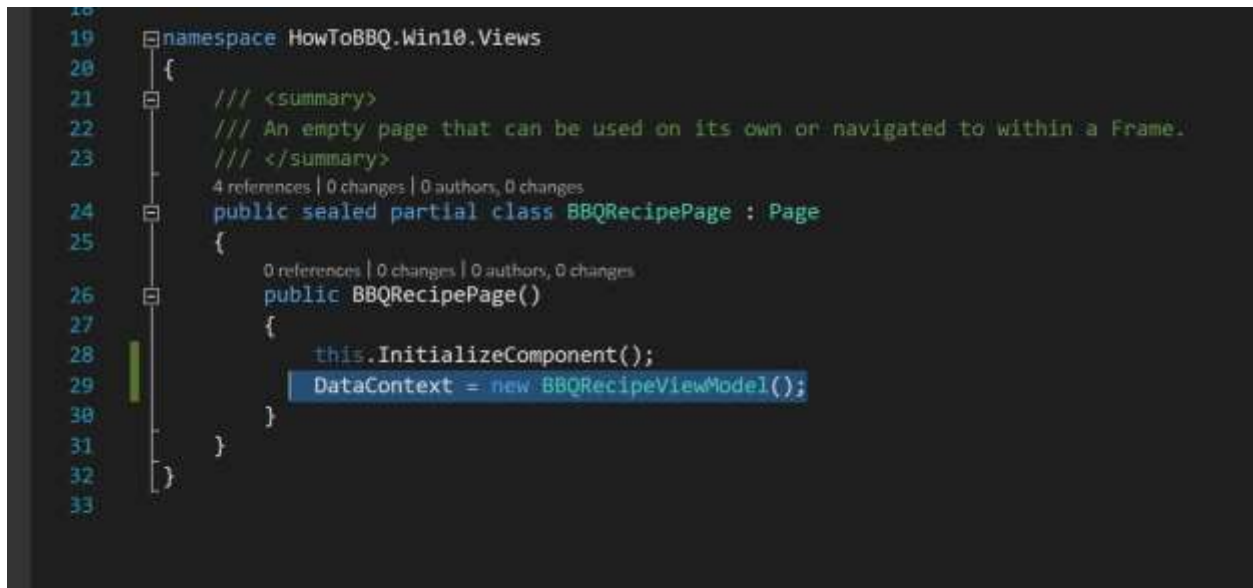 18
19 namespace HowToBBQ.Win10.Views
20 {
21 /// <summary>
22 /// An empty page that can be used on its own or navigated to within a Frame.
23 /// </summary>
4 references | 0 changes | 0 authors, 0 changes
24 public sealed partial class BBQRecipePage : Page
25 {
0 references | 0 changes | 0 authors, 0 changes
26 public BBQRecipePage()
27 {
28 this.InitializeComponent();
29 DataContext = new BBQRecipeViewModel();
30 }
31 }
32 }
33